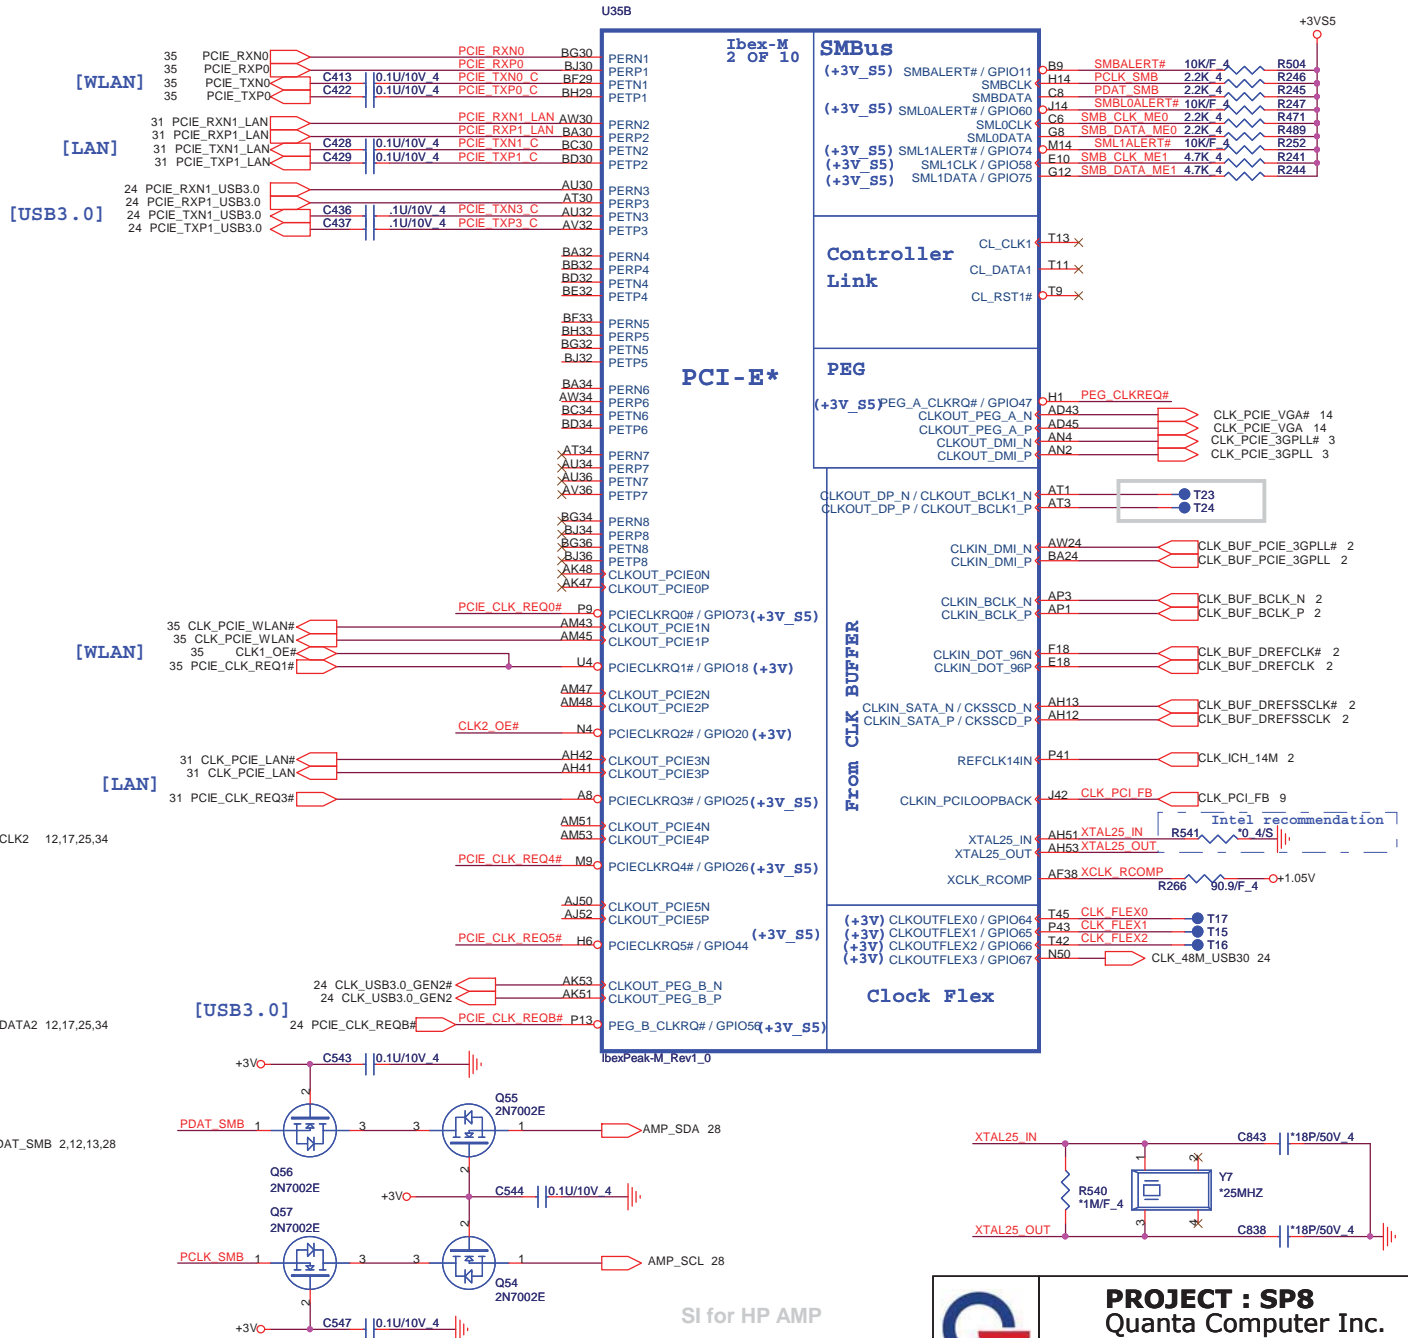 U35B
+3VS5
Ibex-M
2 OF 10
SMBus
PCI-E*
[WLAN]
35 PCIE_RXN0 PCIE_RXN0 BG30 PERN1
35 PCIE_RXP0 PCIE_RXP0 BJ30 PERP1
35 PCIE_TXN0 C413 0.1U/10V_4 PCIE_TXN0_C BF29 PETN1
35 PCIE_TXP0 C422 0.1U/10V_4 PCIE_TXP0_C BH29 PETP1
[LAN]
31 PCIE_RXN1_LAN PCIE_RXN1_LAN AW30 PERN2
31 PCIE_RXP1_LAN PCIE_RXP1_LAN BA30 PERP2
31 PCIE_TXN1_LAN C428 0.1U/10V_4 PCIE_TXN1_C BC30 PETN2
31 PCIE_TXP1_LAN C429 0.1U/10V_4 PCIE_TXP1_C BD30 PETP2
[USB3.0]
24 PCIE_RXN1_USB3.0 AU30 PERN3
24 PCIE_RXP1_USB3.0 AT30 PERP3
24 PCIE_TXN1_USB3.0 C436 .1U/10V_4 PCIE_TXN3_C AU32 PETN3
24 PCIE_TXP1_USB3.0 C437 .1U/10V_4 PCIE_TXP3_C AV32 PETP3
BA32 PERN4
BB32 PERP4
BD32 PETN4
BE32 PETP4
BF33 PERN5
BH33 PERP5
BG32 PETN5
BJ32 PETP5
BA34 PERN6
AW34 PERP6
BC34 PETN6
BD34 PETP6
AT34 PERN7
AU34 PERP7
AU36 PETN7
AV36 PETP7
BG34 PERN8
BJ34 PERP8
BG36 PETN8
BJ36 PETP8
AK48 CLKOUT_PCIE0N
AK47 CLKOUT_PCIE0P
PCIE_CLK_REQ0# P9 PCIECLKRQ0# / GPIO73 (+3V_S5)
[WLAN]
35 CLK_PCIE_WLAN# AM43 CLKOUT_PCIE1N
35 CLK_PCIE_WLAN AM45 CLKOUT_PCIE1P
35 CLK1_OE#
35 PCIE_CLK_REQ1# U4 PCIECLKRQ1# / GPIO18 (+3V)
AM47 CLKOUT_PCIE2N
AM48 CLKOUT_PCIE2P
CLK2_OE# N4 PCIECLKRQ2# / GPIO20 (+3V)
[LAN]
31 CLK_PCIE_LAN# AH42 CLKOUT_PCIE3N
31 CLK_PCIE_LAN AH41 CLKOUT_PCIE3P
31 PCIE_CLK_REQ3# A8 PCIECLKRQ3# / GPIO25 (+3V_S5)
CLK2 12,17,25,34
AM51 CLKOUT_PCIE4N
AM53 CLKOUT_PCIE4P
PCIE_CLK_REQ4# M9 PCIECLKRQ4# / GPIO26 (+3V_S5)
AJ50 CLKOUT_PCIE5N
AJ52 CLKOUT_PCIE5P
PCIE_CLK_REQ5# H6 PCIECLKRQ5# / GPIO44 (+3V_S5)
[USB3.0]
24 CLK_USB3.0_GEN2# AK53 CLKOUT_PEG_B_N
24 CLK_USB3.0_GEN2 AK51 CLKOUT_PEG_B_P
24 PCIE_CLK_REQB# PCIE_CLK_REQB# P13 PEG_B_CLKRQ# / GPIO56 (+3V_S5)
DATA2 12,17,25,34
IbexPeak-M_Rev1_0
(+3V_S5) SMBALERT# / GPIO11 B9 SMBALERT# 10K/F_4 R504
SMBCLK H14 PCLK_SMB 2.2K_4 R246
SMBDATA C8 PDAT_SMB 2.2K_4 R245
(+3V_S5) SML0ALERT# / GPIO60 J14 SMBL0ALERT# 10K/F_4 R247
SML0CLK C6 SMB_CLK_ME0 2.2K_4 R471
SML0DATA G8 SMB_DATA_ME0 2.2K_4 R489
(+3V_S5) SML1ALERT# / GPIO74 M14 SML1ALERT# 10K/F_4 R252
(+3V_S5) SML1CLK / GPIO58 E10 SMB_CLK_ME1 4.7K_4 R241
(+3V_S5) SML1DATA / GPIO75 G12 SMB_DATA_ME1 4.7K_4 R244
Controller
Link
CL_CLK1 T13
CL_DATA1 T11
CL_RST1# T9
PEG
(+3V_S5) PEG_A_CLKRQ# / GPIO47 H1 PEG_CLKREQ#
CLKOUT_PEG_A_N AD43 CLK_PCIE_VGA# 14
CLKOUT_PEG_A_P AD45 CLK_PCIE_VGA 14
CLKOUT_DMI_N AN4 CLK_PCIE_3GPLL# 3
CLKOUT_DMI_P AN2 CLK_PCIE_3GPLL 3
From CLK BUFFER
CLKOUT_DP_N / CLKOUT_BCLK1_N AT1 T23
CLKOUT_DP_P / CLKOUT_BCLK1_P AT3 T24
CLKIN_DMI_N AW24 CLK_BUF_PCIE_3GPLL# 2
CLKIN_DMI_P BA24 CLK_BUF_PCIE_3GPLL 2
CLKIN_BCLK_N AP3 CLK_BUF_BCLK_N 2
CLKIN_BCLK_P AP1 CLK_BUF_BCLK_P 2
CLKIN_DOT_96N F18 CLK_BUF_DREFCLK# 2
CLKIN_DOT_96P E18 CLK_BUF_DREFCLK 2
CLKIN_SATA_N / CKSSCD_N AH13 CLK_BUF_DREFSSCLK# 2
CLKIN_SATA_P / CKSSCD_P AH12 CLK_BUF_DREFSSCLK 2
REFCLK14IN P41 CLK_ICH_14M 2
CLKIN_PCILOOPBACK J42 CLK_PCI_FB CLK_PCI_FB 9
Intel recommendation
XTAL25_IN AH51 XTAL25_IN R541 *0_4/S
XTAL25_OUT AH53 XTAL25_OUT
XCLK_RCOMP AF38 XCLK_RCOMP R266 90.9/F_4 +1.05V
(+3V) CLKOUTFLEX0 / GPIO64 T45 CLK_FLEX0 T17
(+3V) CLKOUTFLEX1 / GPIO65 P43 CLK_FLEX1 T15
(+3V) CLKOUTFLEX2 / GPIO66 T42 CLK_FLEX2 T16
(+3V) CLKOUTFLEX3 / GPIO67 N50 CLK_48M_USB30 24
Clock Flex
+3V C543 0.1U/10V_4
2
Q55
2N7002E
PDAT_SMB 1 3 3 1 AMP_SDA 28
DAT_SMB 2,12,13,28
Q56
2N7002E
2
+3V C544 0.1U/10V_4
Q57
2N7002E
2
PCLK_SMB 1 3 3 1 AMP_SCL 28
Q54
2N7002E
2
+3V C547 0.1U/10V_4
SI for HP AMP
XTAL25_IN C843 *18P/50V_4
1 2
R540
*1M/F_4
Y7
*25MHZ
3 4
XTAL25_OUT C838 *18P/50V_4
PROJECT : SP8
Quanta Computer Inc.